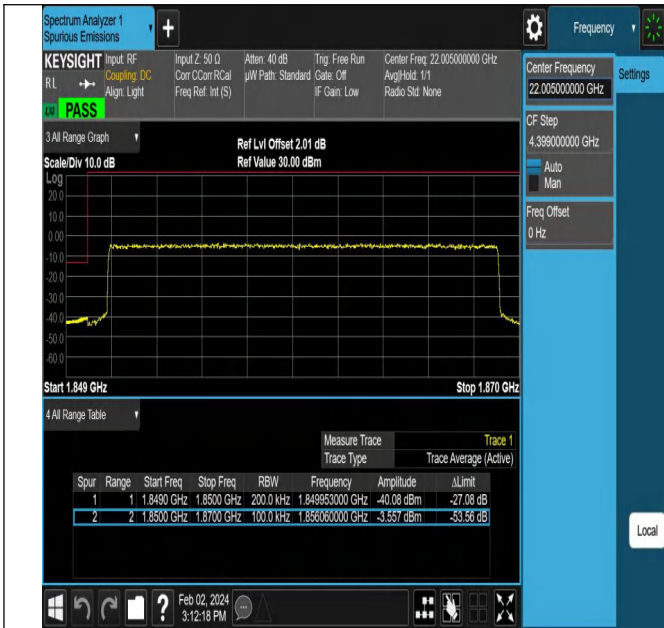 Spectrum Analyzer 1
Spurious Emissions
Frequency
KEYSIGHT Input: RF Input Z: 50 Ω Atten: 40 dB Trig: Free Run Center Freq: 22.005000000 GHz
RL Coupling: DC Corr CCorr RCal µW Path: Standard Gate: Off Avg|Hold: 1/1
Align: Light Freq Ref: Int (S) IF Gain: Low Radio Std: None
PASS
Center Frequency
22.005000000 GHz
Settings
CF Step
4.399000000 GHz
Auto
Man
Freq Offset
0 Hz
3 All Range Graph
Ref Lvl Offset 2.01 dB
Scale/Div 10.0 dB Ref Value 30.00 dBm
Log
20.0
10.0
0.00
-10.0
-20.0
-30.0
-40.0
-50.0
-60.0
Start 1.849 GHz Stop 1.870 GHz
4 All Range Table
Measure Trace Trace 1
Trace Type Trace Average (Active)
Spur Range Start Freq Stop Freq RBW Frequency Amplitude ΔLimit
1 1 1.8490 GHz 1.8500 GHz 200.0 kHz 1.849953000 GHz -40.08 dBm -27.08 dB
2 2 1.8500 GHz 1.8700 GHz 100.0 kHz 1.856060000 GHz -3.557 dBm -53.56 dB
Local
Feb 02, 2024
3:12:18 PM